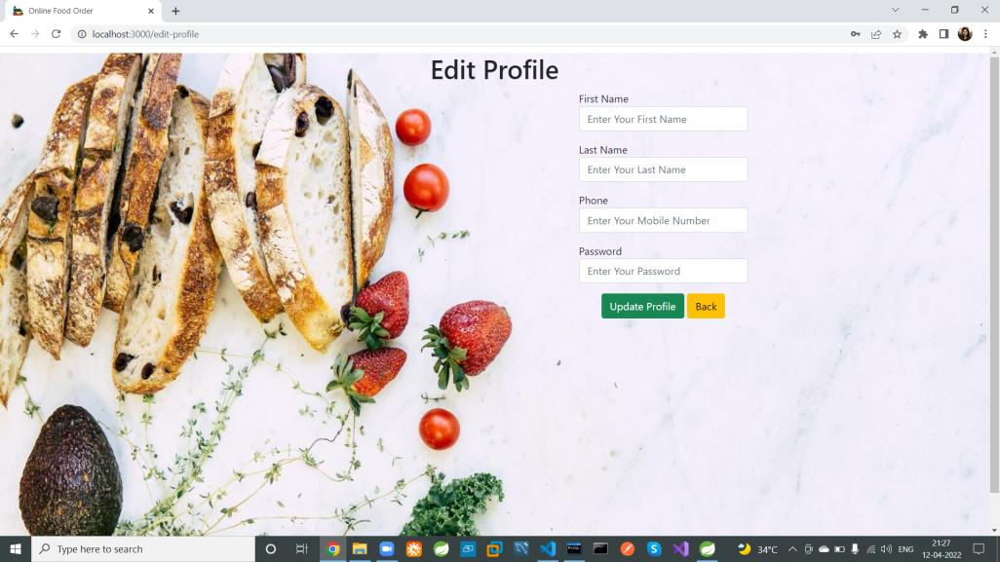 Online Food Order
localhost:3000/edit-profile
Edit Profile
First Name
Enter Your First Name
Last Name
Enter Your Last Name
Phone
Enter Your Mobile Number
Password
Enter Your Password
Update Profile Back
Type here to search
34°C ENG 21:27
12-04-2022